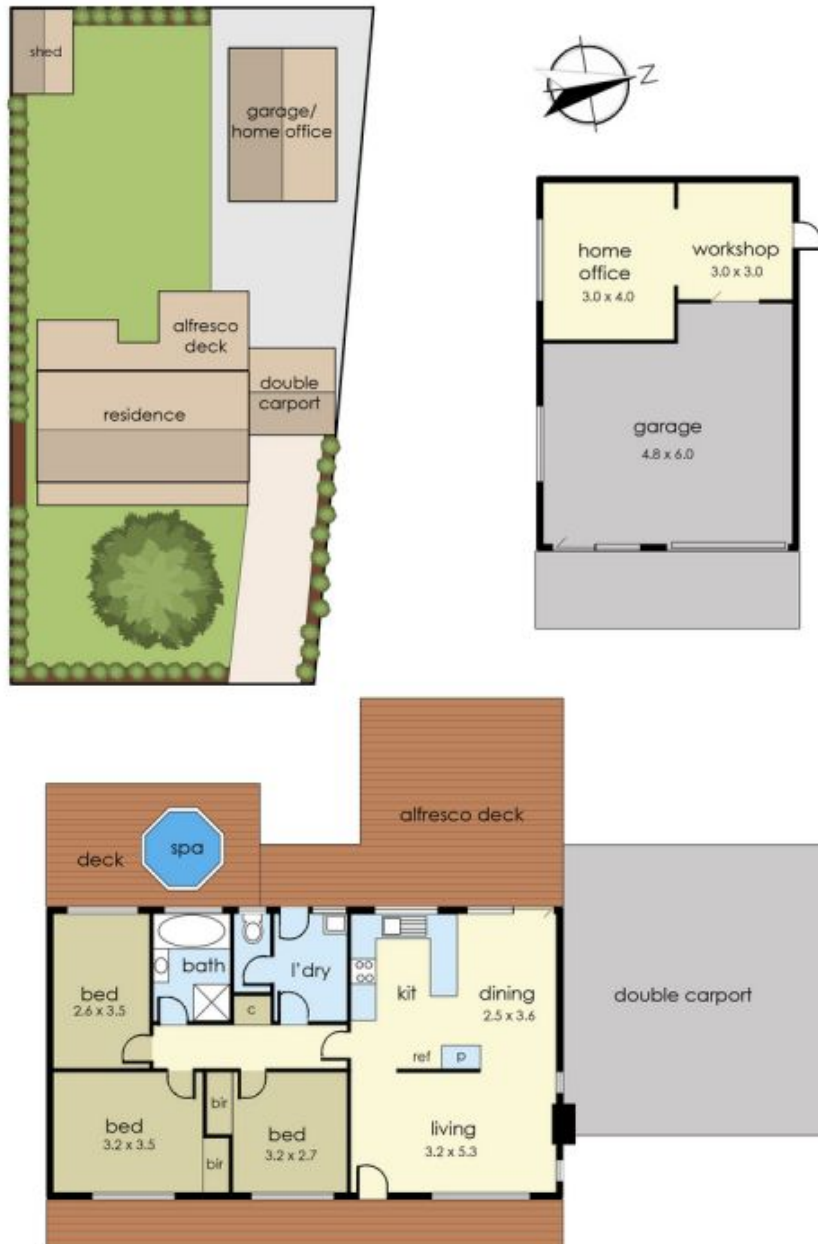 shed
garage/
home office
alfresco
deck
double
carport
residence
N
home
office
3.0 x 4.0
workshop
3.0 x 3.0
garage
4.8 x 6.0
alfresco deck
deck
spa
bath
l'dry
kit
dining
2.5 x 3.6
double carport
bed
2.6 x 3.5
c
ref
p
bed
3.2 x 3.5
bir
bir
bed
3.2 x 2.7
living
3.2 x 5.3